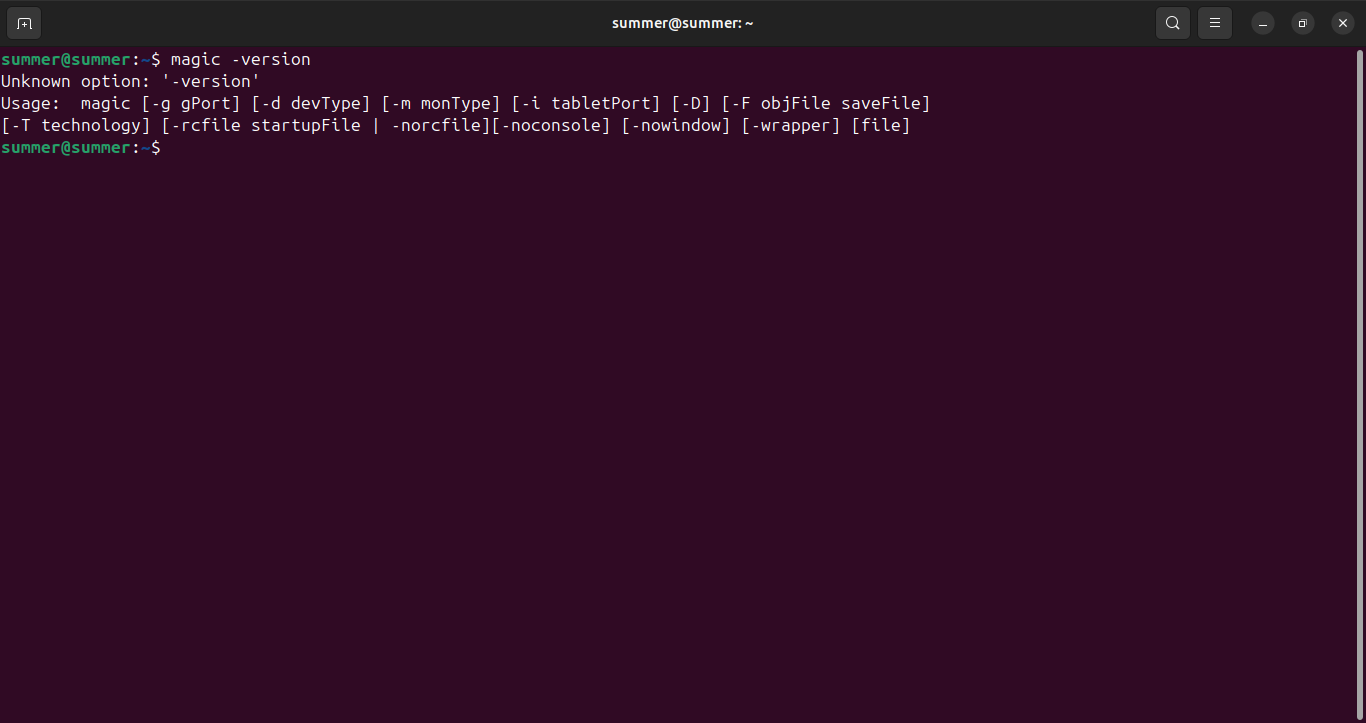 summer@summer: ~
summer@summer:~$ magic -version
Unknown option: '-version'
Usage:  magic [-g gPort] [-d devType] [-m monType] [-i tabletPort] [-D] [-F objFile saveFile]
[-T technology] [-rcfile startupFile | -norcfile][-noconsole] [-nowindow] [-wrapper] [file]
summer@summer:~$